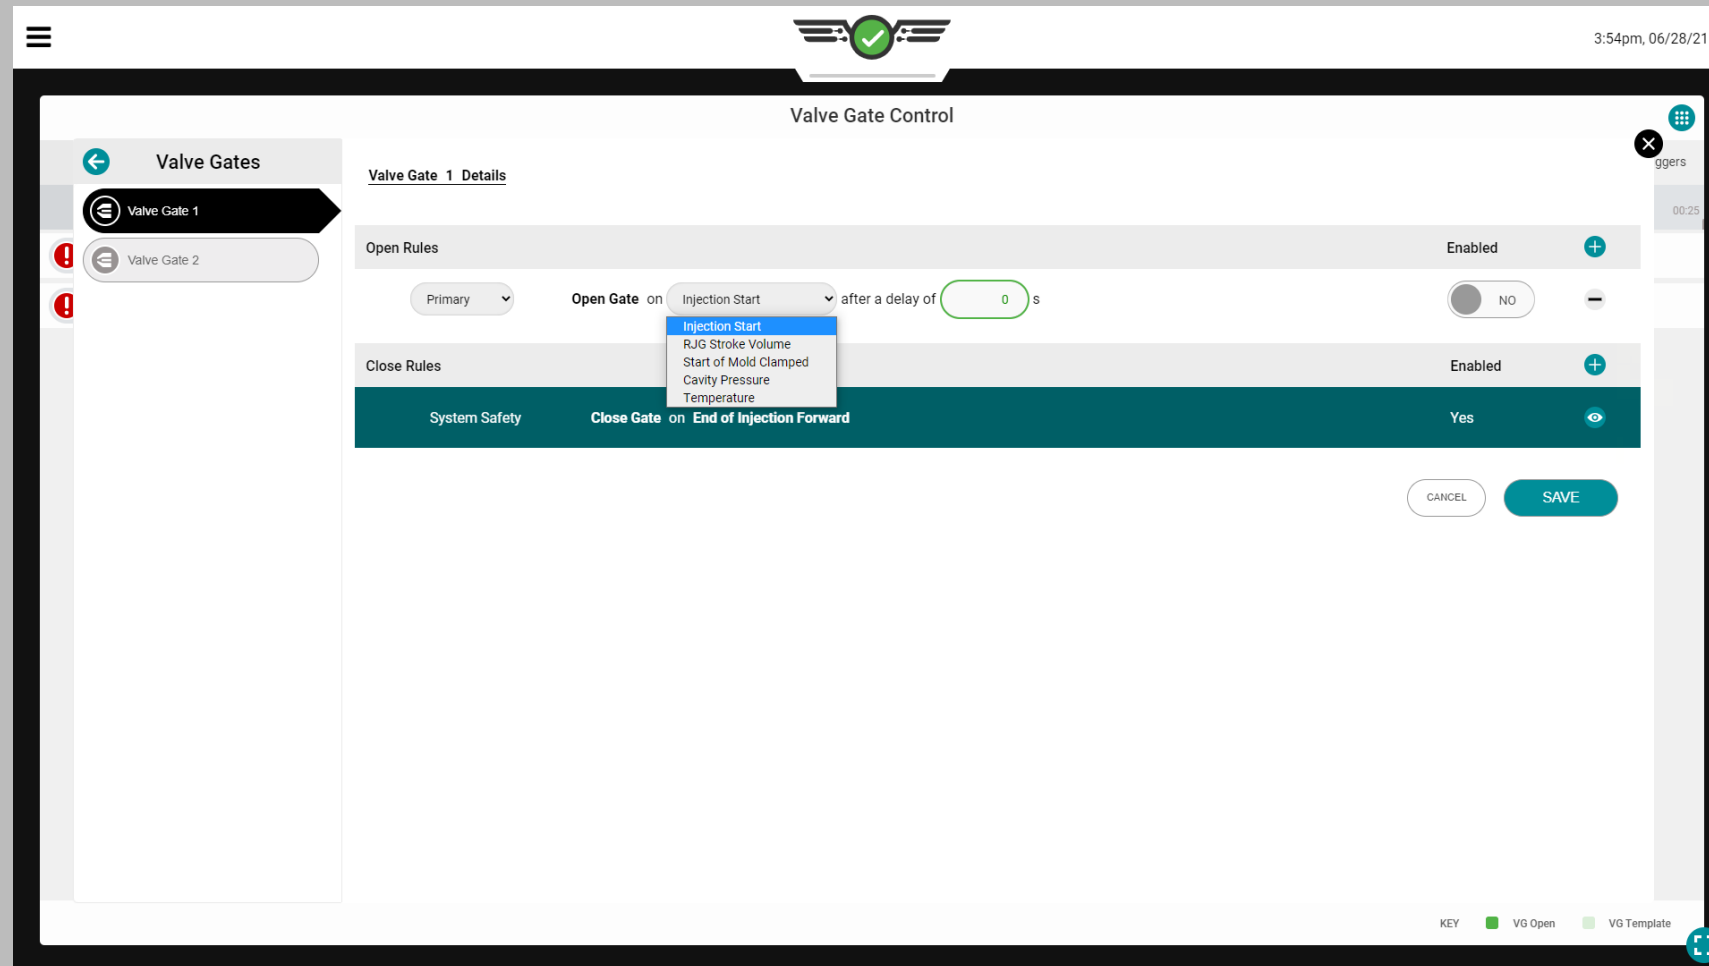 3:54pm, 06/28/21
Valve Gate Control
Valve Gates
ggers
Valve Gate 1 Details
Valve Gate 1
00:25
Open Rules Enabled
Valve Gate 2
Primary Open Gate on Injection Start after a delay of 0 s NO
Injection Start
RJG Stroke Volume
Start of Mold Clamped
Cavity Pressure
Temperature
Close Rules Enabled
System Safety Close Gate on End of Injection Forward Yes
CANCEL SAVE
KEY VG Open VG Template